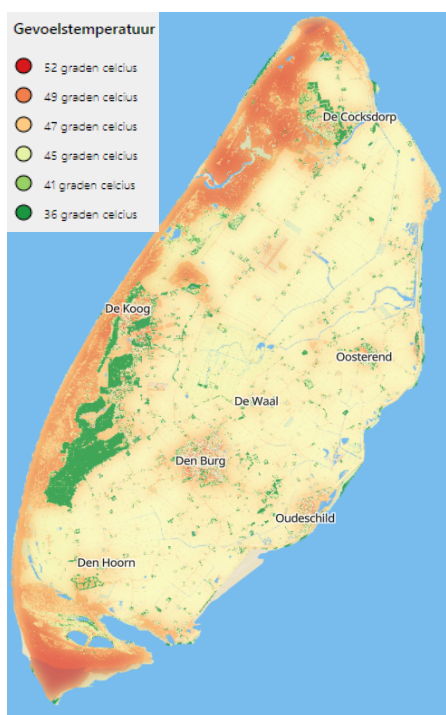 Gevoelstemperatuur
52 graden celcius
49 graden celcius
47 graden celcius
45 graden celcius
41 graden celcius
36 graden celcius
De Cocksdorp
De Koog
Oosterend
De Waal
Den Burg
Oudeschild
Den Hoorn